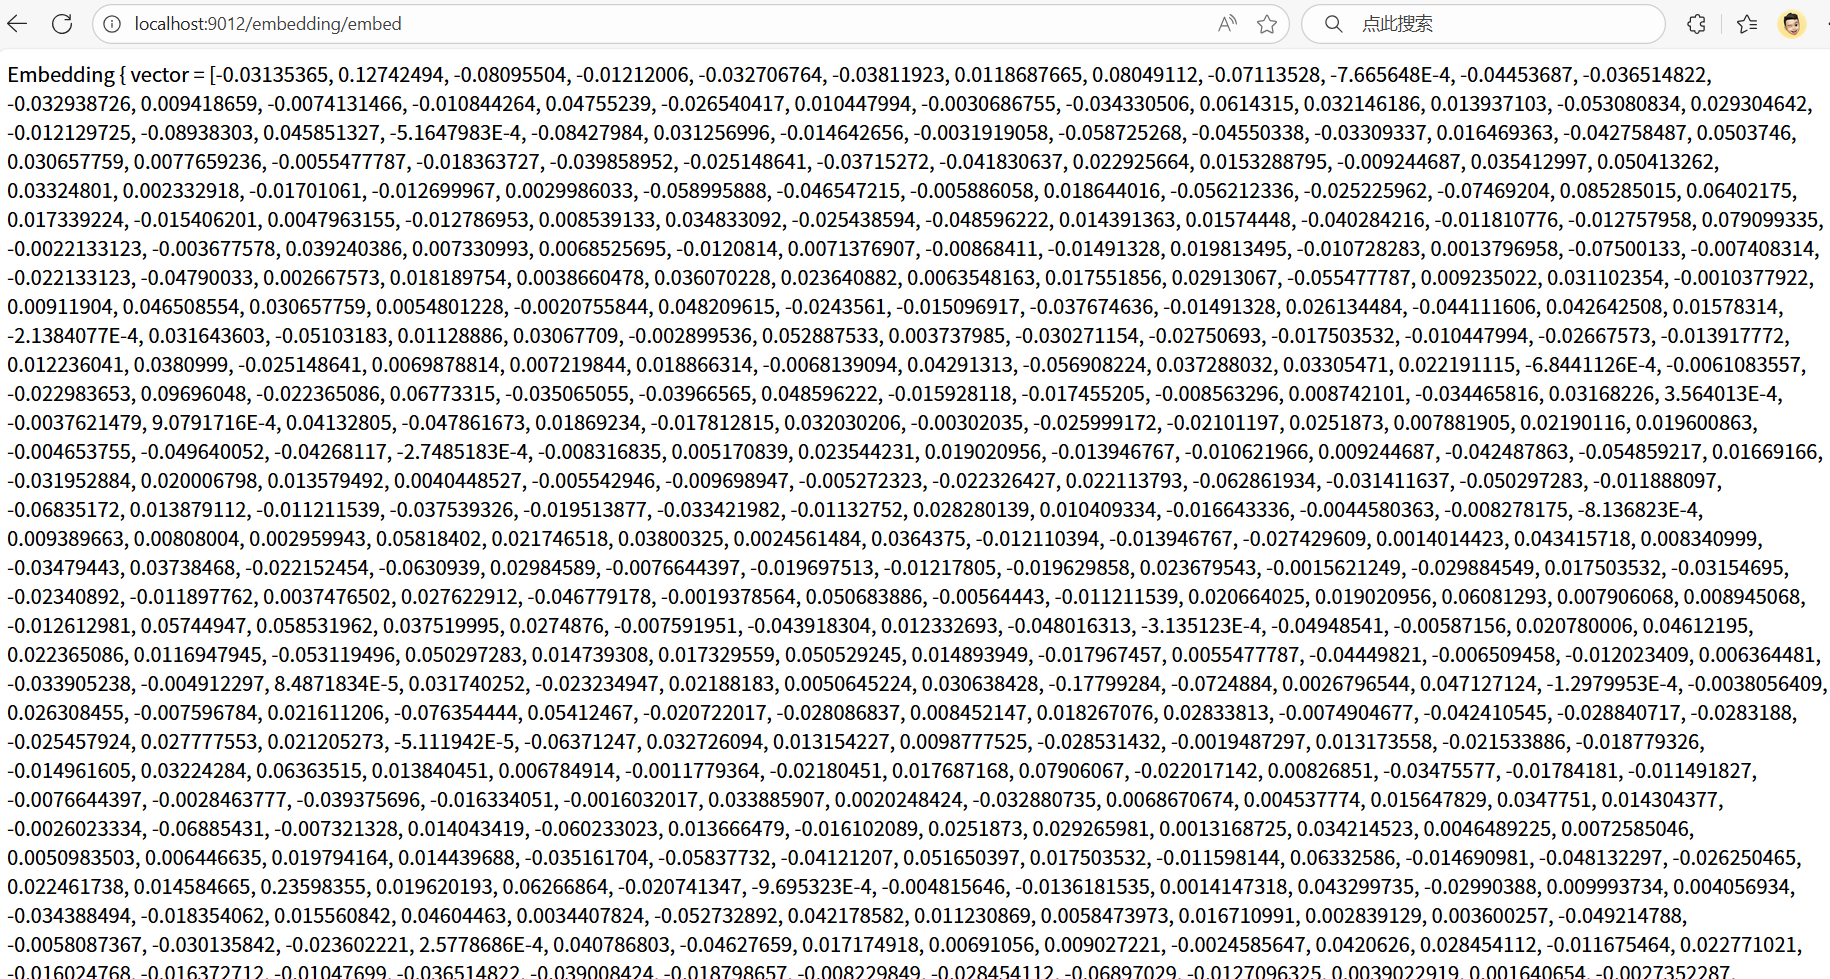 localhost:9012/embedding/embed
点此搜索
Embedding { vector = [-0.03135365, 0.12742494, -0.08095504, -0.01212006, -0.032706764, -0.03811923, 0.0118687665, 0.08049112, -0.07113528, -7.665648E-4, -0.04453687, -0.036514822,
-0.032938726, 0.009418659, -0.0074131466, -0.010844264, 0.04755239, -0.026540417, 0.010447994, -0.0030686755, -0.034330506, 0.0614315, 0.032146186, 0.013937103, -0.053080834, 0.029304642,
-0.012129725, -0.08938303, 0.045851327, -5.1647983E-4, -0.08427984, 0.031256996, -0.014642656, -0.0031919058, -0.058725268, -0.04550338, -0.03309337, 0.016469363, -0.042758487, 0.0503746,
0.030657759, 0.0077659236, -0.0055477787, -0.018363727, -0.039858952, -0.025148641, -0.03715272, -0.041830637, 0.022925664, 0.0153288795, -0.009244687, 0.035412997, 0.050413262,
0.03324801, 0.002332918, -0.01701061, -0.012699967, 0.0029986033, -0.058995888, -0.046547215, -0.005886058, 0.018644016, -0.056212336, -0.025225962, -0.07469204, 0.085285015, 0.06402175,
0.017339224, -0.015406201, 0.0047963155, -0.012786953, 0.008539133, 0.034833092, -0.025438594, -0.048596222, 0.014391363, 0.01574448, -0.040284216, -0.011810776, -0.012757958, 0.079099335,
-0.0022133123, -0.003677578, 0.039240386, 0.007330993, 0.0068525695, -0.0120814, 0.0071376907, -0.00868411, -0.01491328, 0.019813495, -0.010728283, 0.0013796958, -0.07500133, -0.007408314,
-0.022133123, -0.04790033, 0.002667573, 0.018189754, 0.0038660478, 0.036070228, 0.023640882, 0.0063548163, 0.017551856, 0.02913067, -0.055477787, 0.009235022, 0.031102354, -0.0010377922,
0.00911904, 0.046508554, 0.030657759, 0.0054801228, -0.0020755844, 0.048209615, -0.0243561, -0.015096917, -0.037674636, -0.01491328, 0.026134484, -0.044111606, 0.042642508, 0.01578314,
-2.1384077E-4, 0.031643603, -0.05103183, 0.01128886, 0.03067709, -0.002899536, 0.052887533, 0.003737985, -0.030271154, -0.02750693, -0.017503532, -0.010447994, -0.02667573, -0.013917772,
0.012236041, 0.0380999, -0.025148641, 0.0069878814, 0.007219844, 0.018866314, -0.0068139094, 0.04291313, -0.056908224, 0.037288032, 0.03305471, 0.022191115, -6.8441126E-4, -0.0061083557,
-0.022983653, 0.09696048, -0.022365086, 0.06773315, -0.035065055, -0.03966565, 0.048596222, -0.015928118, -0.017455205, -0.008563296, 0.008742101, -0.034465816, 0.03168226, 3.564013E-4,
-0.0037621479, 9.0791716E-4, 0.04132805, -0.047861673, 0.01869234, -0.017812815, 0.032030206, -0.00302035, -0.025999172, -0.02101197, 0.0251873, 0.007881905, 0.02190116, 0.019600863,
-0.004653755, -0.049640052, -0.04268117, -2.7485183E-4, -0.008316835, 0.005170839, 0.023544231, 0.019020956, -0.013946767, -0.010621966, 0.009244687, -0.042487863, -0.054859217, 0.01669166,
-0.031952884, 0.020006798, 0.013579492, 0.0040448527, -0.005542946, -0.009698947, -0.005272323, -0.022326427, 0.022113793, -0.062861934, -0.031411637, -0.050297283, -0.011888097,
-0.06835172, 0.013879112, -0.011211539, -0.037539326, -0.019513877, -0.033421982, -0.01132752, 0.028280139, 0.010409334, -0.016643336, -0.0044580363, -0.008278175, -8.136823E-4,
0.009389663, 0.00808004, 0.002959943, 0.05818402, 0.021746518, 0.03800325, 0.0024561484, 0.0364375, -0.012110394, -0.013946767, -0.027429609, 0.0014014423, 0.043415718, 0.008340999,
-0.03479443, 0.03738468, -0.022152454, -0.0630939, 0.02984589, -0.0076644397, -0.019697513, -0.01217805, -0.019629858, 0.023679543, -0.0015621249, -0.029884549, 0.017503532, -0.03154695,
-0.02340892, -0.011897762, 0.0037476502, 0.027622912, -0.046779178, -0.0019378564, 0.050683886, -0.00564443, -0.011211539, 0.020664025, 0.019020956, 0.06081293, 0.007906068, 0.008945068,
-0.012612981, 0.05744947, 0.058531962, 0.037519995, 0.0274876, -0.007591951, -0.043918304, 0.012332693, -0.048016313, -3.135123E-4, -0.04948541, -0.00587156, 0.020780006, 0.04612195,
0.022365086, 0.0116947945, -0.053119496, 0.050297283, 0.014739308, 0.017329559, 0.050529245, 0.014893949, -0.017967457, 0.0055477787, -0.04449821, -0.006509458, -0.012023409, 0.006364481,
-0.033905238, -0.004912297, 8.4871834E-5, 0.031740252, -0.023234947, 0.02188183, 0.0050645224, 0.030638428, -0.17799284, -0.0724884, 0.0026796544, 0.047127124, -1.2979953E-4, -0.0038056409,
0.026308455, -0.007596784, 0.021611206, -0.076354444, 0.05412467, -0.020722017, -0.028086837, 0.008452147, 0.018267076, 0.02833813, -0.0074904677, -0.042410545, -0.028840717, -0.0283188,
-0.025457924, 0.027777553, 0.021205273, -5.111942E-5, -0.06371247, 0.032726094, 0.013154227, 0.0098777525, -0.028531432, -0.0019487297, 0.013173558, -0.021533886, -0.018779326,
-0.014961605, 0.03224284, 0.06363515, 0.013840451, 0.006784914, -0.0011779364, -0.02180451, 0.017687168, 0.07906067, -0.022017142, 0.00826851, -0.03475577, -0.01784181, -0.011491827,
-0.0076644397, -0.0028463777, -0.039375696, -0.016334051, -0.0016032017, 0.033885907, 0.0020248424, -0.032880735, 0.0068670674, 0.004537774, 0.015647829, 0.0347751, 0.014304377,
-0.0026023334, -0.06885431, -0.007321328, 0.014043419, -0.060233023, 0.013666479, -0.016102089, 0.0251873, 0.029265981, 0.0013168725, 0.034214523, 0.0046489225, 0.0072585046,
0.0050983503, 0.006446635, 0.019794164, 0.014439688, -0.035161704, -0.05837732, -0.04121207, 0.051650397, 0.017503532, -0.011598144, 0.06332586, -0.014690981, -0.048132297, -0.026250465,
0.022461738, 0.014584665, 0.23598355, 0.019620193, 0.06266864, -0.020741347, -9.695323E-4, -0.004815646, -0.0136181535, 0.0014147318, 0.043299735, -0.02990388, 0.009993734, 0.004056934,
-0.034388494, -0.018354062, 0.015560842, 0.04604463, 0.0034407824, -0.052732892, 0.042178582, 0.011230869, 0.0058473973, 0.016710991, 0.002839129, 0.003600257, -0.049214788,
-0.0058087367, -0.030135842, -0.023602221, 2.5778686E-4, 0.040786803, -0.04627659, 0.017174918, 0.00691056, 0.009027221, -0.0024585647, 0.0420626, 0.028454112, -0.011675464, 0.022771021,
-0.016024768, -0.016372712, -0.01047699, -0.036514822, -0.039008424, -0.018798657, -0.008229849, -0.028454112, -0.06897029, -0.0127096325, 0.0039022919, 0.001640654, -0.0027352287,